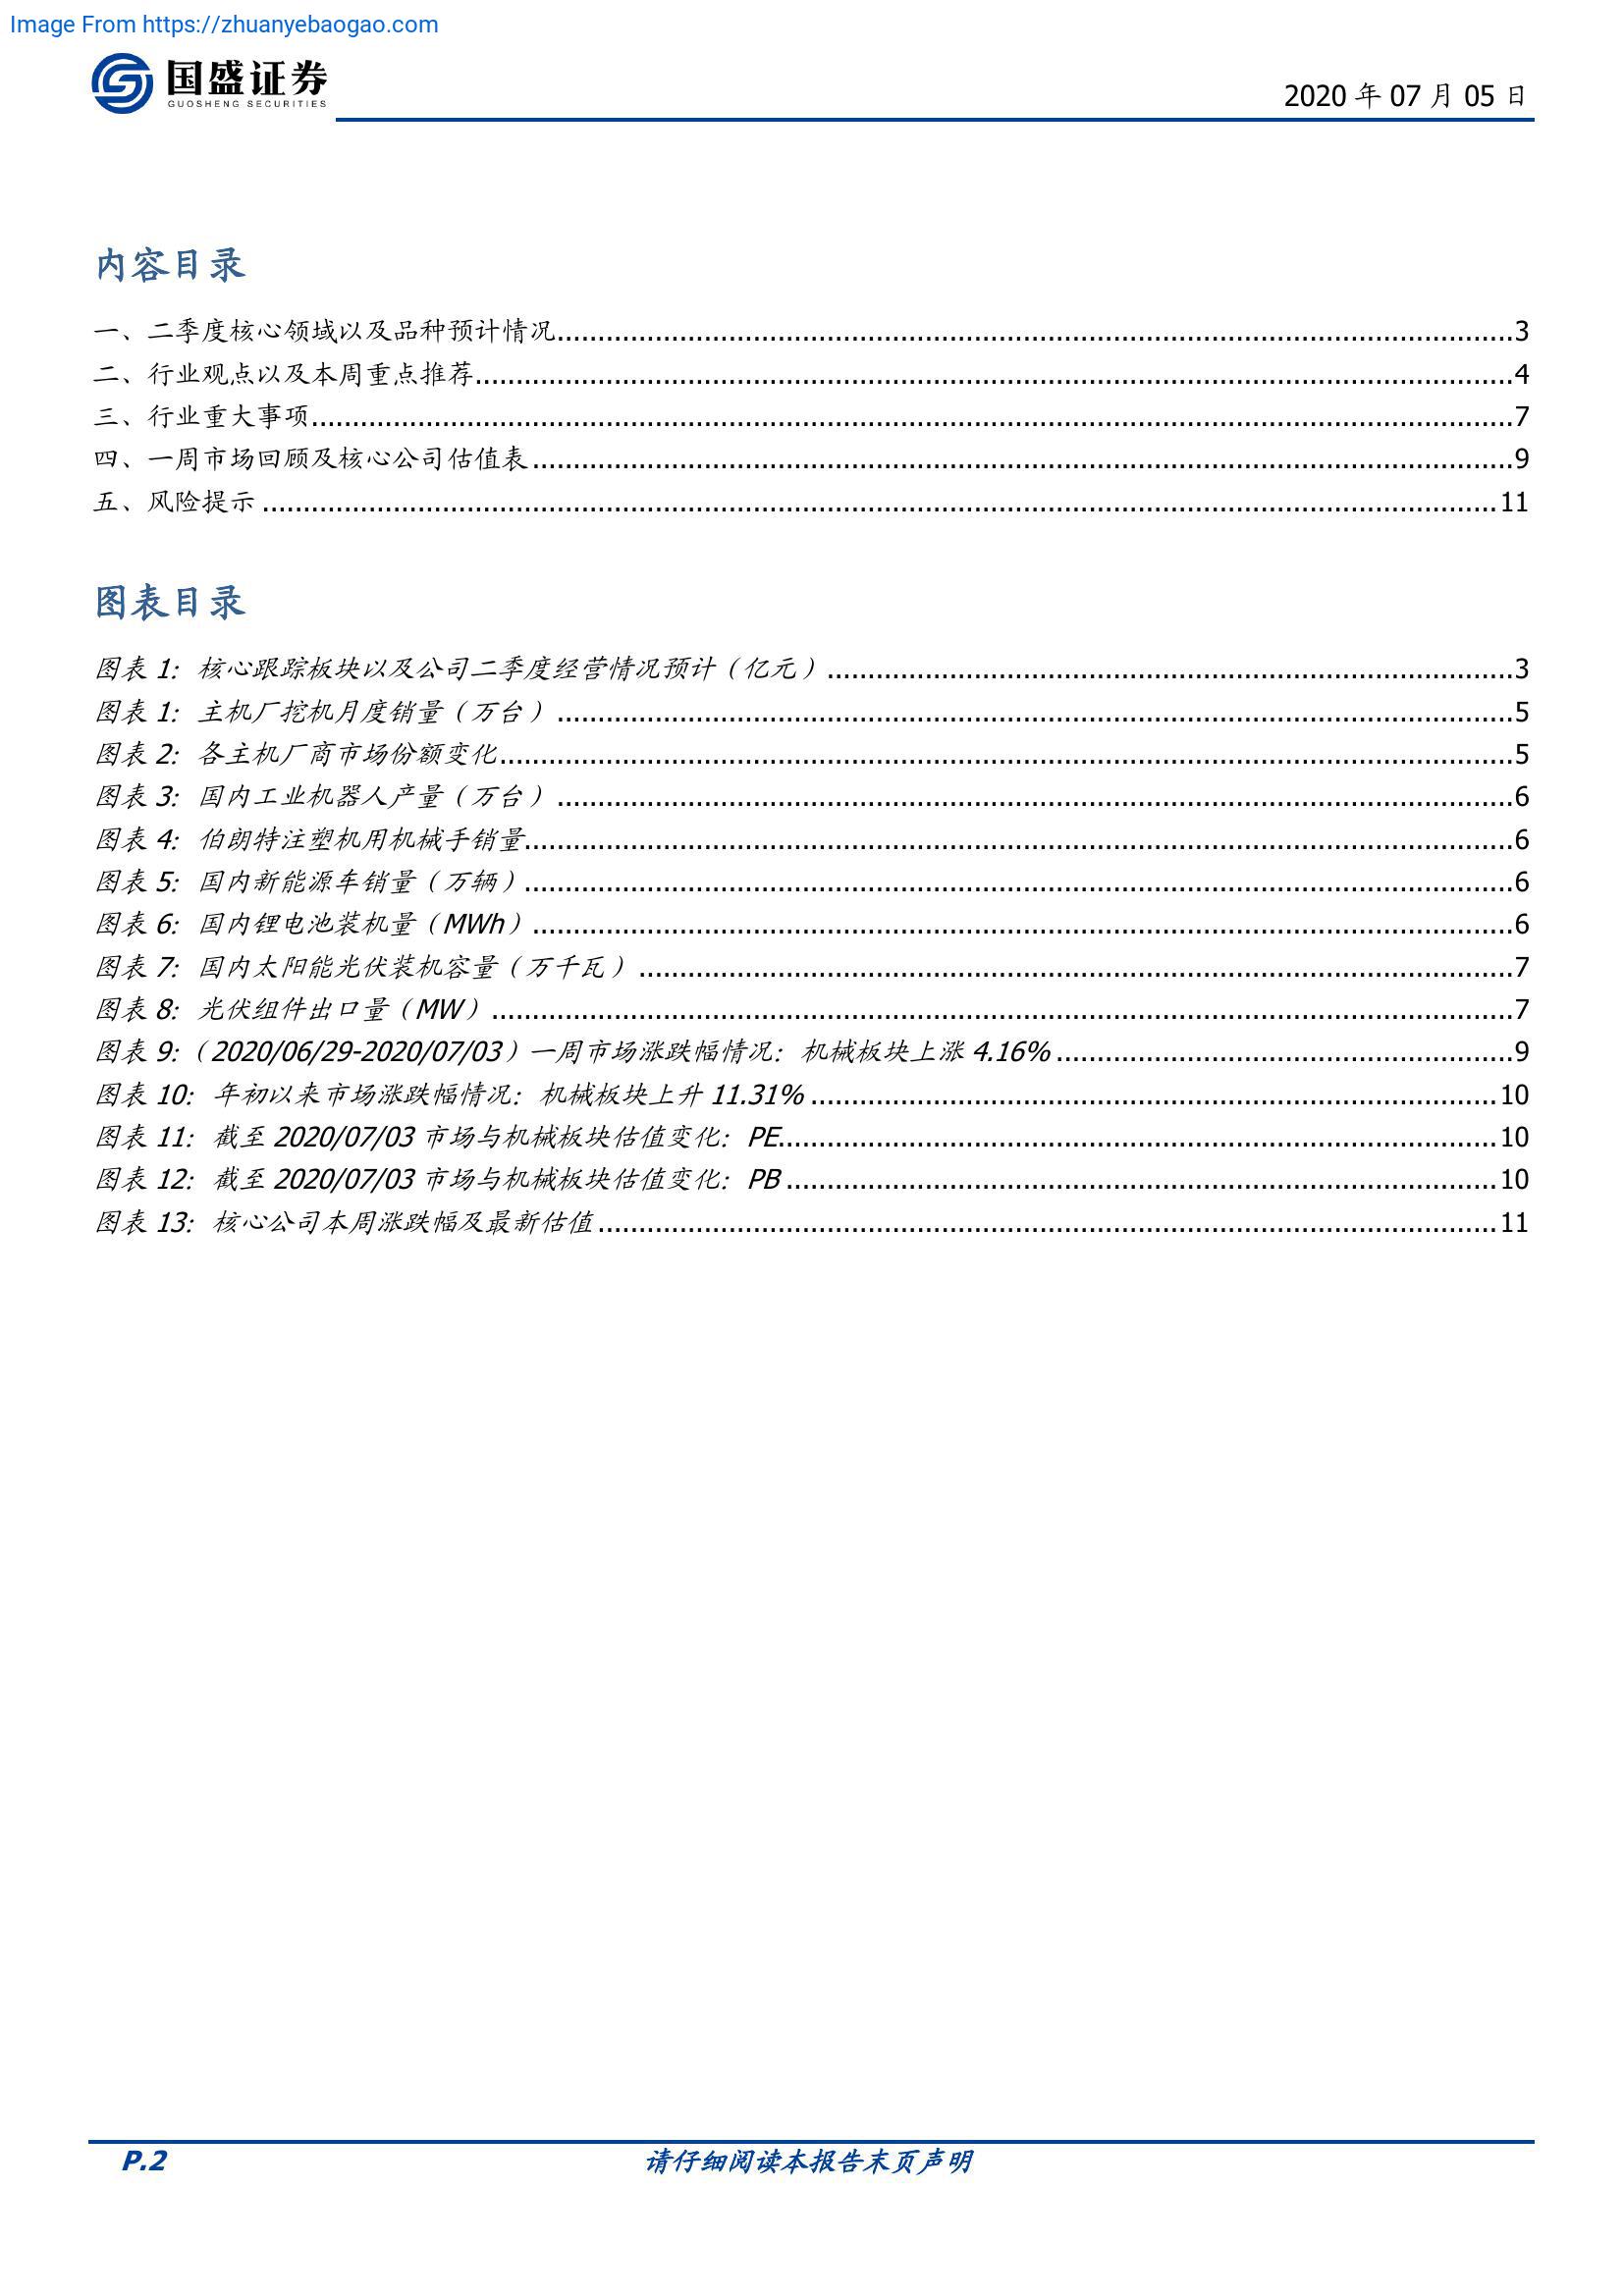 Image From https://zhuanyebaogao.com
国盛证券
GUOSHENG SECURITIES
2020 年 07 月 05 日
内容目录
一、二季度核心领域以及品种预计情况 3
二、行业观点以及本周重点推荐 4
三、行业重大事项 7
四、一周市场回顾及核心公司估值表 9
五、风险提示 11
图表目录
图表 1：核心跟踪板块以及公司二季度经营情况预计（亿元） 3
图表 1：主机厂挖机月度销量（万台） 5
图表 2：各主机厂商市场份额变化 5
图表 3：国内工业机器人产量（万台） 6
图表 4：伯朗特注塑机用机械手销量 6
图表 5：国内新能源车销量（万辆） 6
图表 6：国内锂电池装机量（MWh） 6
图表 7：国内太阳能光伏装机容量（万千瓦） 7
图表 8：光伏组件出口量（MW） 7
图表 9：（2020/06/29-2020/07/03）一周市场涨跌幅情况：机械板块上涨 4.16% 9
图表 10：年初以来市场涨跌幅情况：机械板块上升 11.31% 10
图表 11：截至 2020/07/03 市场与机械板块估值变化：PE 10
图表 12：截至 2020/07/03 市场与机械板块估值变化：PB 10
图表 13：核心公司本周涨跌幅及最新估值 11
P.2
请仔细阅读本报告末页声明